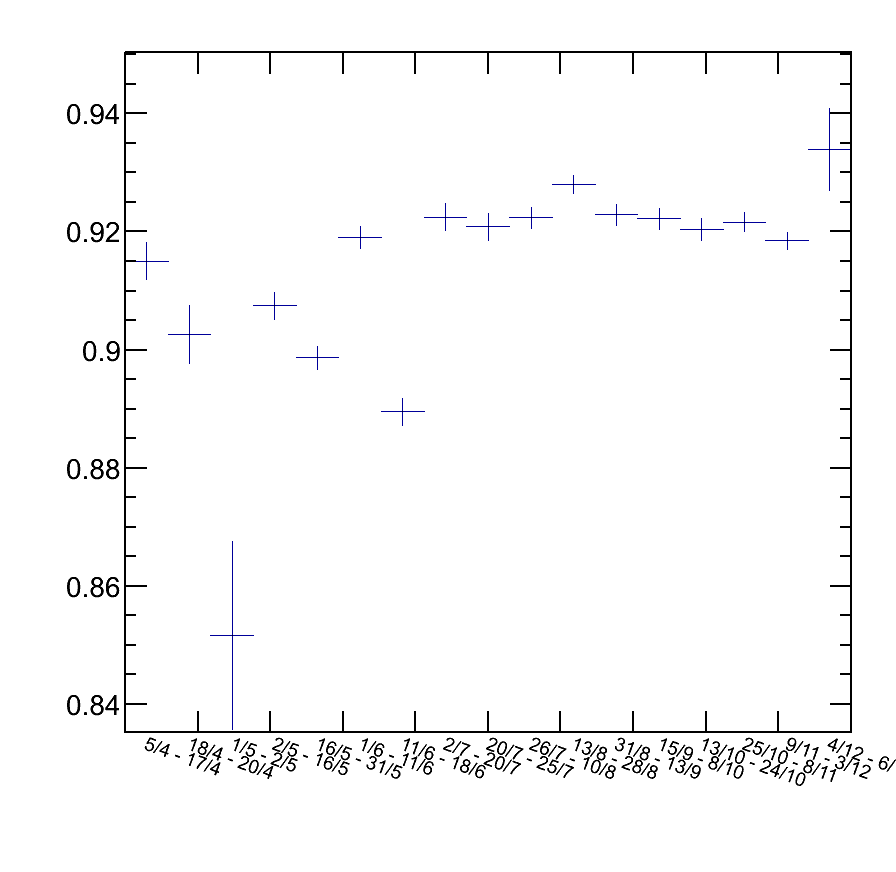 0.94
0.92
0.9
0.88
0.86
0.84
5/4 - 17/4
18/4 - 20/4
1/5 - 2/5
2/5 - 16/5
16/5 - 31/5
1/6 - 11/6
11/6 - 18/6
2/7 - 20/7
20/7 - 25/7
26/7 - 10/8
13/8 - 28/8
31/8 - 13/9
15/9 - 8/10
13/10 - 24/10
25/10 - 8/11
9/11 - 3/12
4/12 - 6/